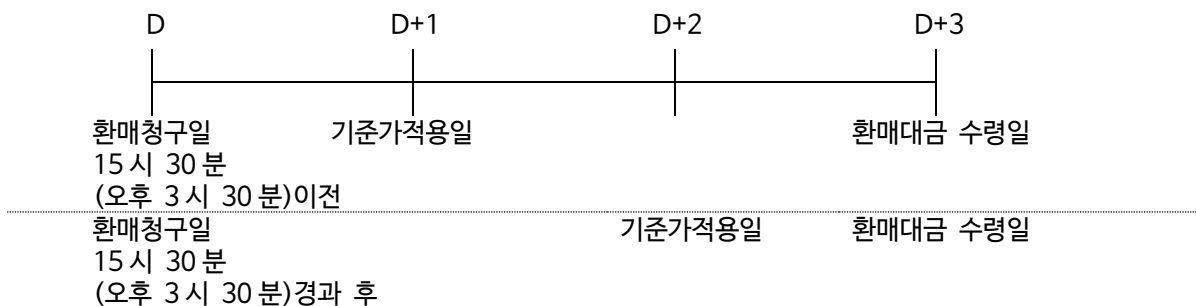 D D+1 D+2 D+3
환매청구일 기준가적용일 환매대금 수령일
15 시 30 분
(오후 3 시 30 분)이전
환매청구일 기준가적용일 환매대금 수령일
15 시 30 분
(오후 3 시 30 분)경과 후